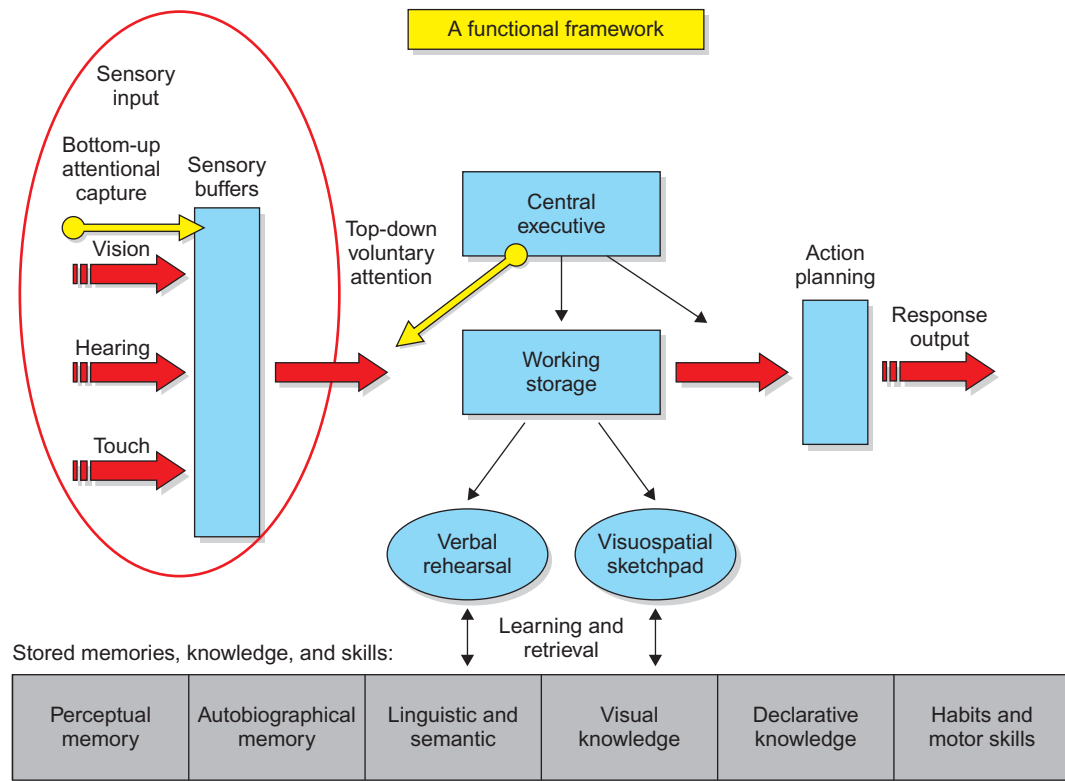 A functional framework
Sensory
input
Bottom-up
attentional
capture
Sensory
buffers
Vision
Hearing
Touch
Top-down
voluntary
attention
Central
executive
Working
storage
Action
planning
Response
output
Verbal
rehearsal
Visuospatial
sketchpad
Learning and
retrieval
Stored memories, knowledge, and skills:
Perceptual
memory
Autobiographical
memory
Linguistic and
semantic
Visual
knowledge
Declarative
knowledge
Habits and
motor skills